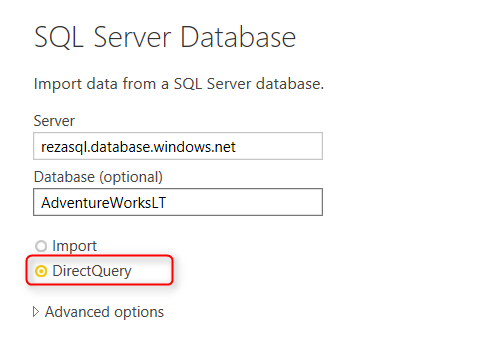 SQL Server Database
Import data from a SQL Server database.
Server
rezasql.database.windows.net
Database (optional)
AdventureWorksLT
Import
DirectQuery
Advanced options